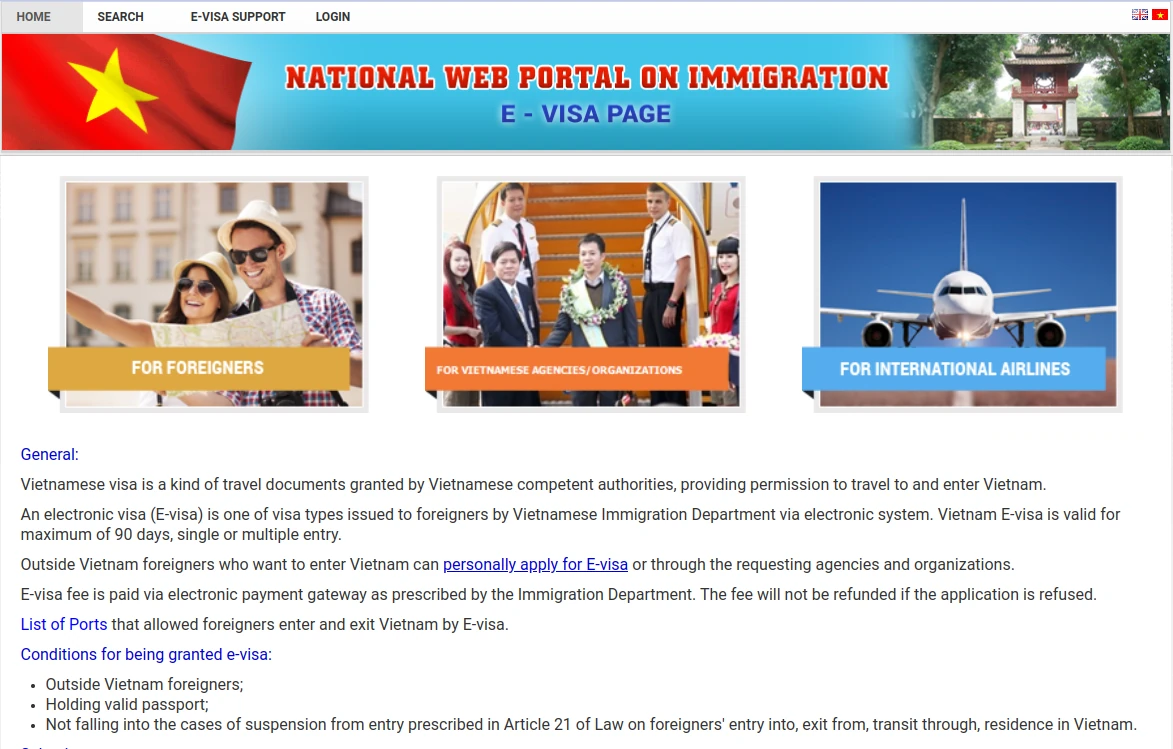 HOME SEARCH E-VISA SUPPORT LOGIN
NATIONAL WEB PORTAL ON IMMIGRATION
E - VISA PAGE
FOR FOREIGNERS
FOR VIETNAMESE AGENCIES/ORGANIZATIONS
FOR INTERNATIONAL AIRLINES
General:
Vietnamese visa is a kind of travel documents granted by Vietnamese competent authorities, providing permission to travel to and enter Vietnam.
An electronic visa (E-visa) is one of visa types issued to foreigners by Vietnamese Immigration Department via electronic system. Vietnam E-visa is valid for
maximum of 90 days, single or multiple entry.
Outside Vietnam foreigners who want to enter Vietnam can personally apply for E-visa or through the requesting agencies and organizations.
E-visa fee is paid via electronic payment gateway as prescribed by the Immigration Department. The fee will not be refunded if the application is refused.
List of Ports that allowed foreigners enter and exit Vietnam by E-visa.
Conditions for being granted e-visa:
• Outside Vietnam foreigners;
• Holding valid passport;
• Not falling into the cases of suspension from entry prescribed in Article 21 of Law on foreigners' entry into, exit from, transit through, residence in Vietnam.